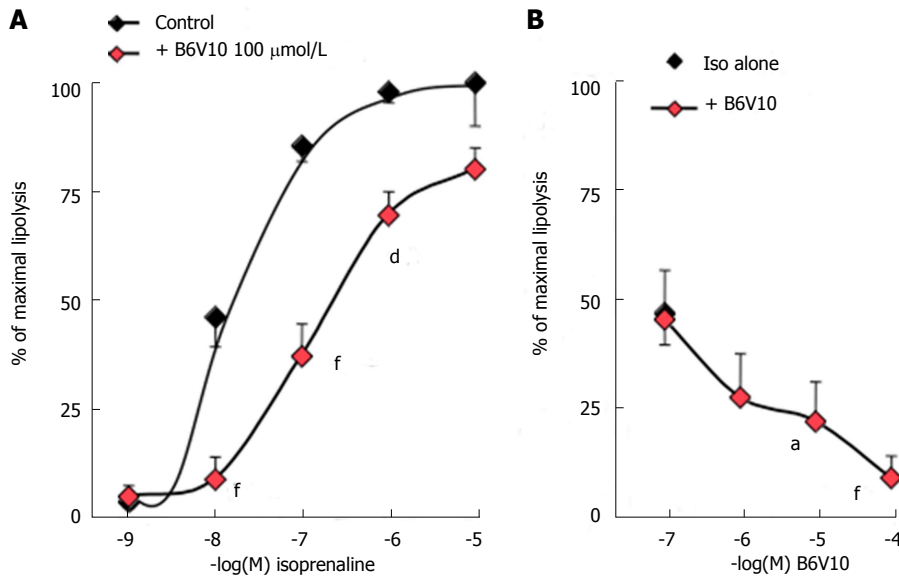 A
Control
+ B6V10 100 μmol/L
100
75
50
25
0
% of maximal lipolysis
d
f
f
-9 -8 -7 -6 -5
-log(M) isoprenaline
B
Iso alone
+ B6V10
100
75
50
25
0
% of maximal lipolysis
a
f
-7 -6 -5 -4
-log(M) B6V10